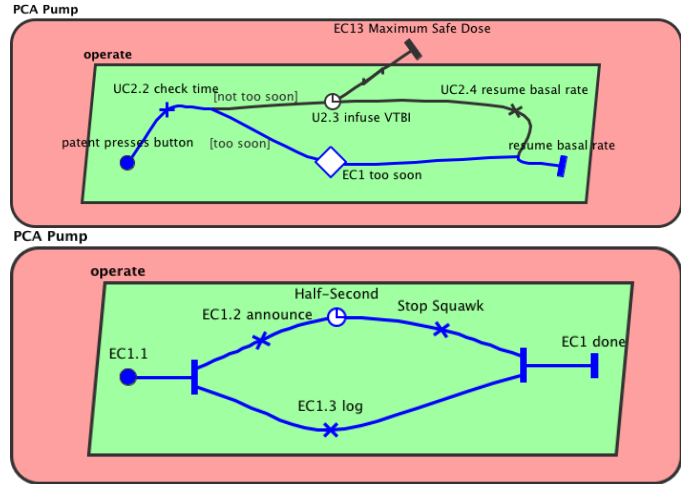 PCA Pump
EC13 Maximum Safe Dose
operate
UC2.2 check time
[not too soon]
UC2.4 resume basal rate
U2.3 infuse VTBI
patent presses button
[too soon]
resume basal rate
EC1 too soon
PCA Pump
operate
Half-Second
EC1.2 announce
Stop Squawk
EC1.1
EC1 done
EC1.3 log